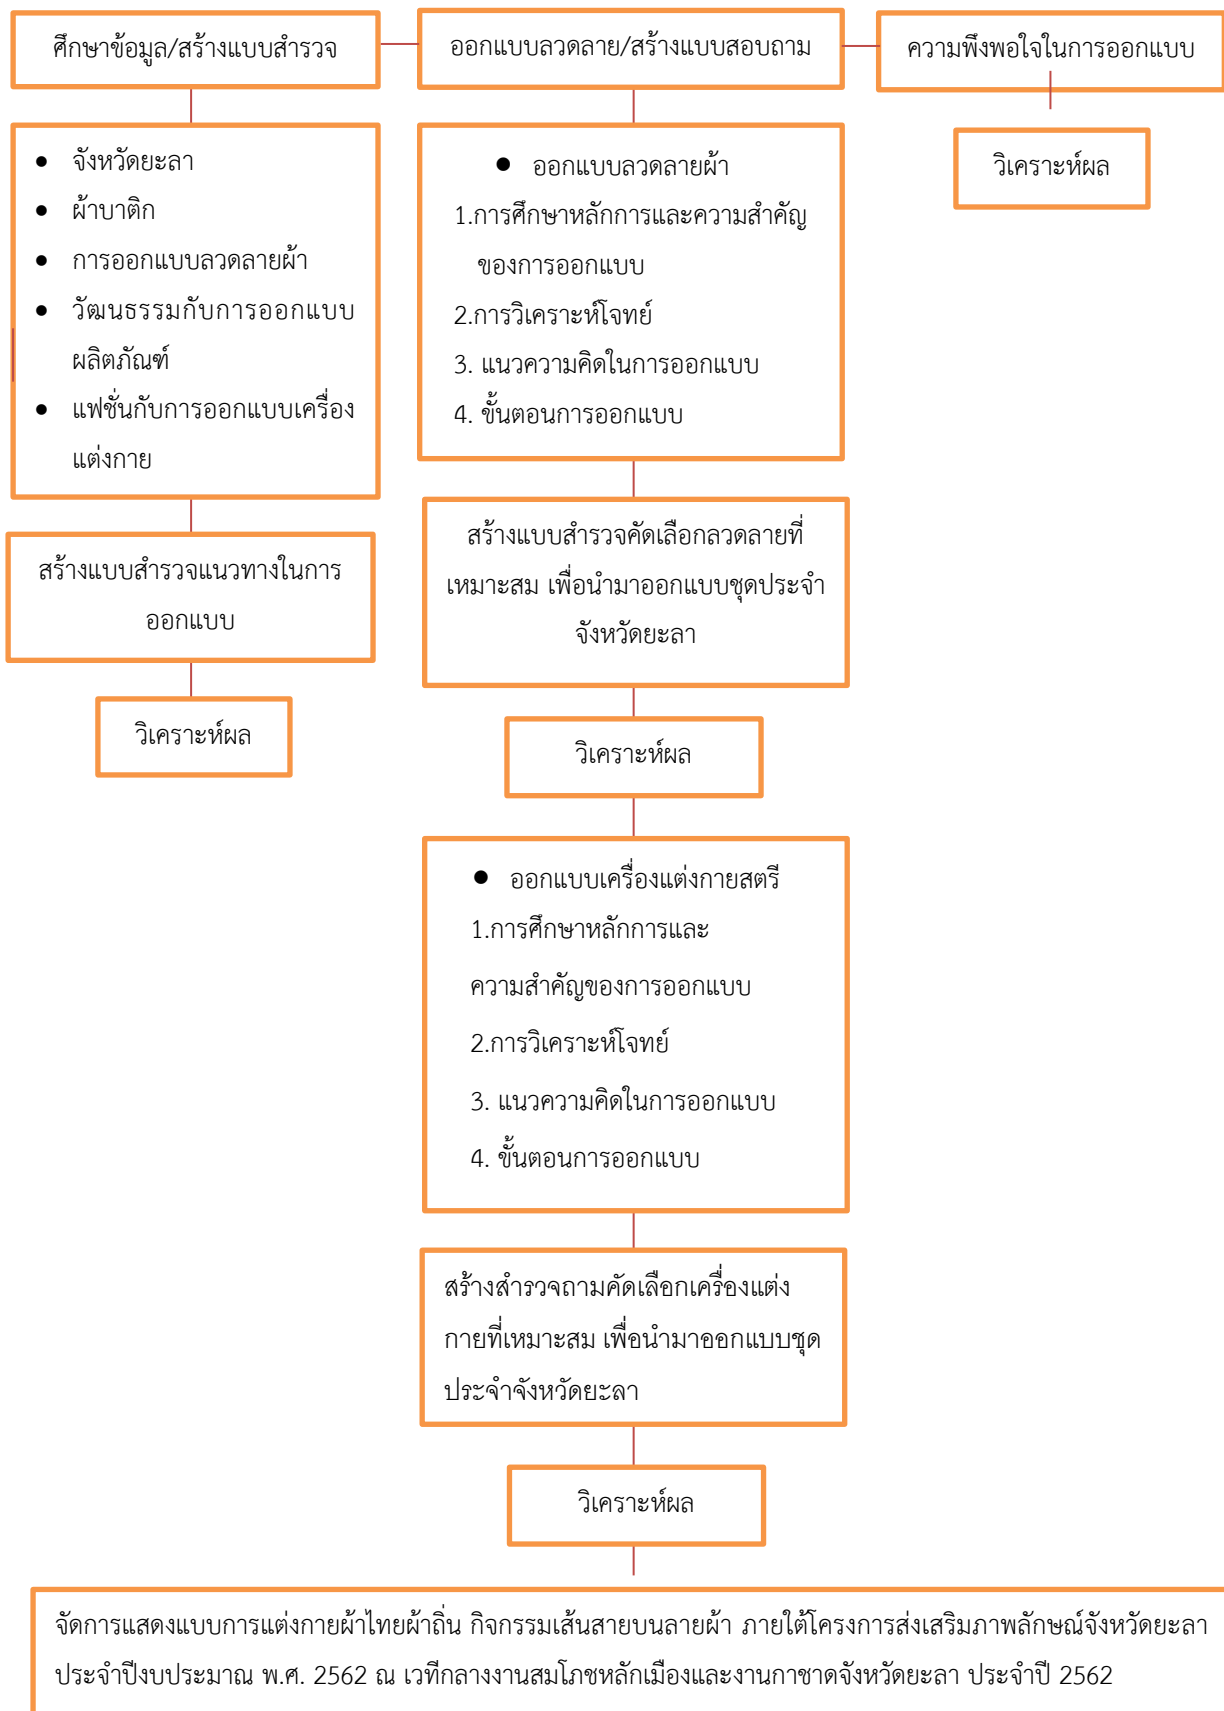 ศึกษาข้อมูล/สร้างแบบสำรวจ
ออกแบบลวดลาย/สร้างแบบสอบถาม
ความพึงพอใจในการออกแบบ
• จังหวัดยะลา
• ผ้าบาติก
• การออกแบบลวดลายผ้า
• วัฒนธรรมกับการออกแบบ
ผลิตภัณฑ์
• แฟชั่นกับการออกแบบเครื่อง
แต่งกาย
สร้างแบบสำรวจแนวทางในการ
ออกแบบ
วิเคราะห์ผล
• ออกแบบลวดลายผ้า
1.การศึกษาหลักการและความสำคัญ
ของการออกแบบ
2.การวิเคราะห์โจทย์
3. แนวความคิดในการออกแบบ
4. ขั้นตอนการออกแบบ
สร้างแบบสำรวจคัดเลือกลวดลายที่
เหมาะสม เพื่อนำมาออกแบบชุดประจำ
จังหวัดยะลา
วิเคราะห์ผล
• ออกแบบเครื่องแต่งกายสตรี
1.การศึกษาหลักการและ
ความสำคัญของการออกแบบ
2.การวิเคราะห์โจทย์
3. แนวความคิดในการออกแบบ
4. ขั้นตอนการออกแบบ
สร้างสำรวจถามคัดเลือกเครื่องแต่ง
กายที่เหมาะสม เพื่อนำมาออกแบบชุด
ประจำจังหวัดยะลา
วิเคราะห์ผล
วิเคราะห์ผล
จัดการแสดงแบบการแต่งกายผ้าไทยผ้าถิ่น กิจกรรมเส้นสายบนลายผ้า ภายใต้โครงการส่งเสริมภาพลักษณ์จังหวัดยะลา
ประจำปีงบประมาณ พ.ศ. 2562 ณ เวทีกลางงานสมโภชหลักเมืองและงานกาชาดจังหวัดยะลา ประจำปี 2562